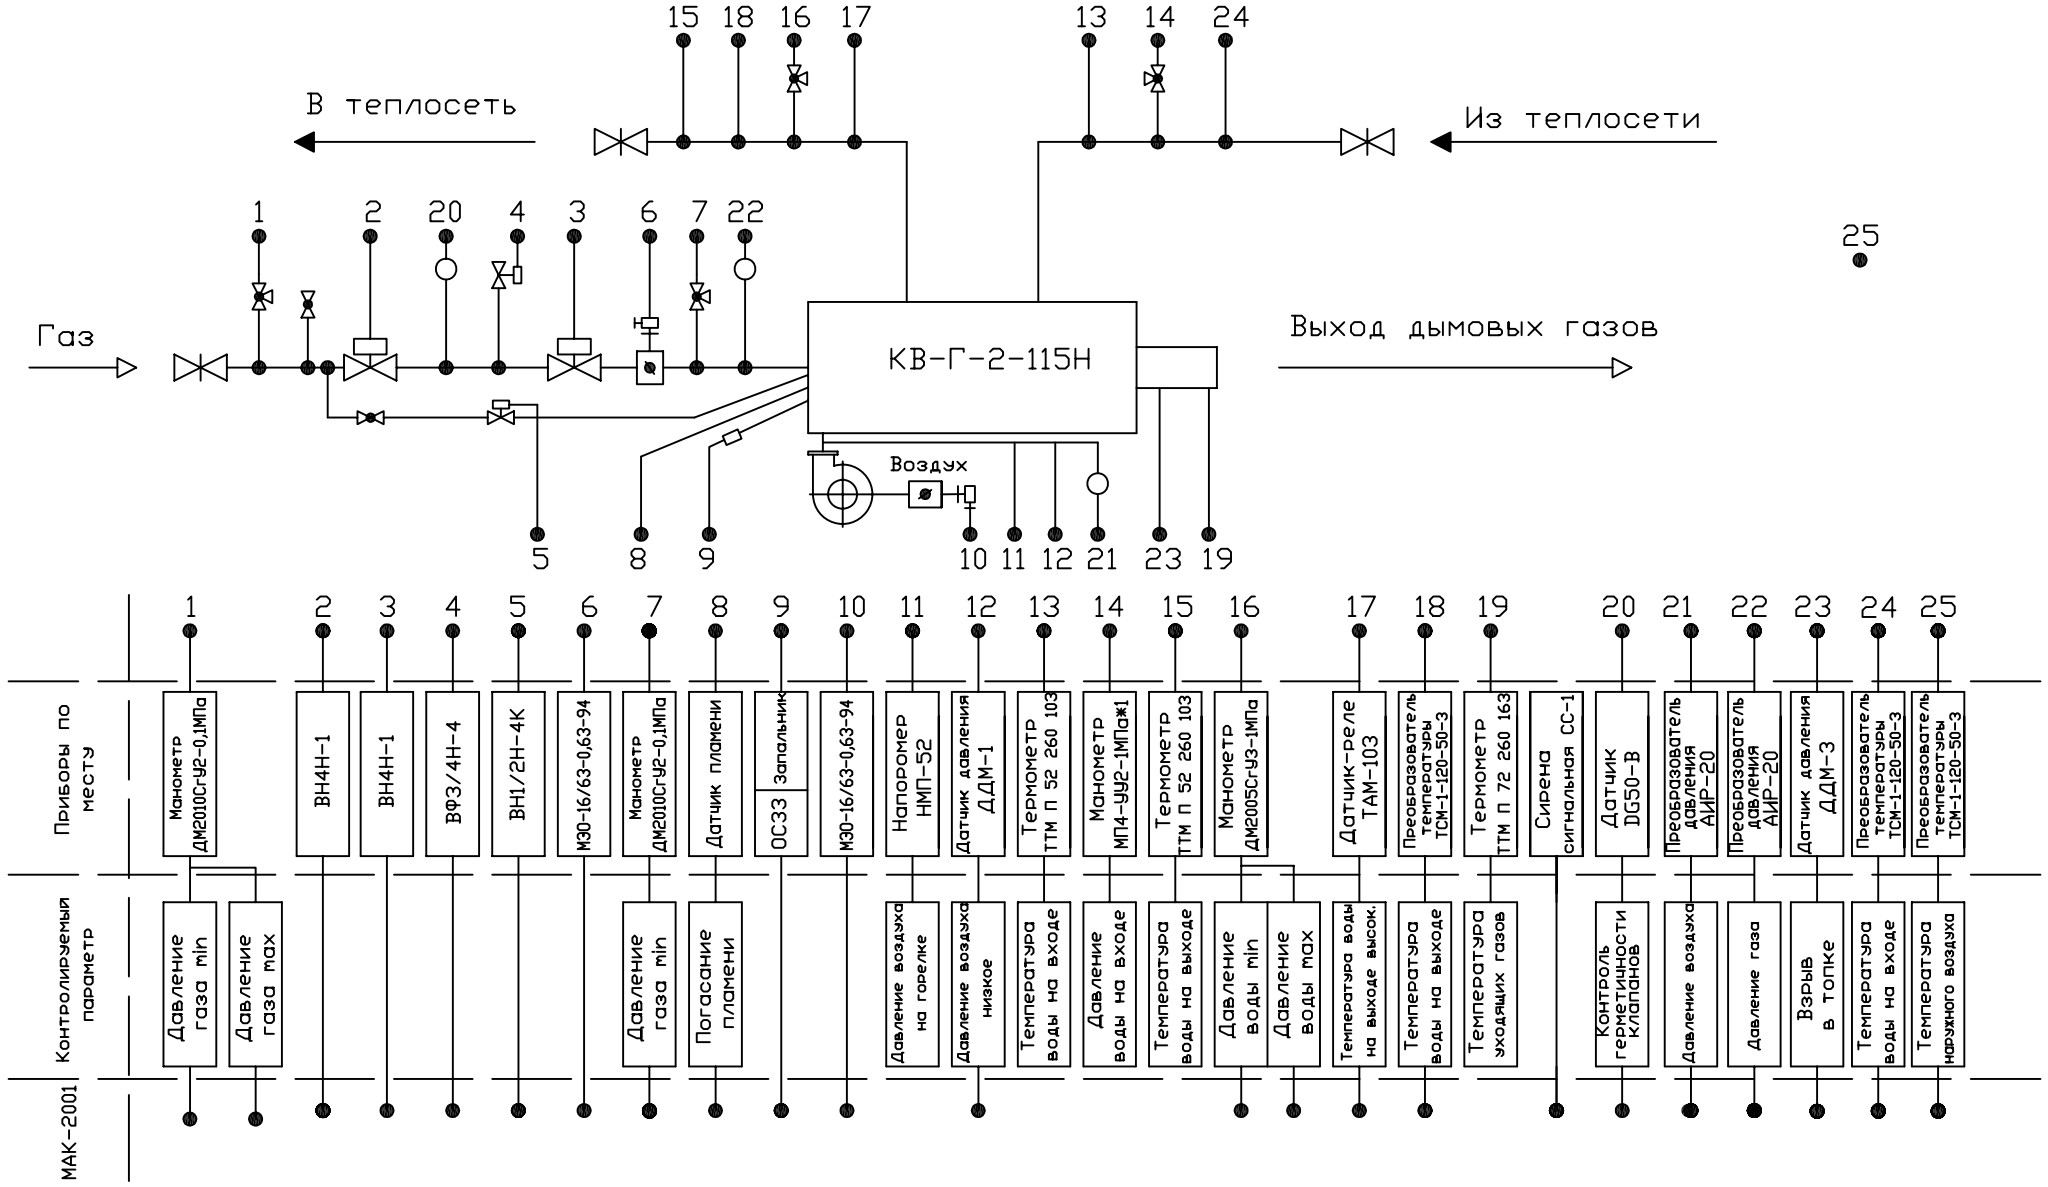 15 18 16 17 13 14 24
В теплосеть
Из теплосети
1 2 20 4 3 6 7 22
25
Газ
КВ-Г-2-115Н
Выход дымовых газов
Воздух
5 8 9 10 11 12 21 23 19
1 2 3 4 5 6 7 8 9 10 11 12 13 14 15 16 17 18 19 20 21 22 23 24 25
Приборы по
месту
Манометр
ДМ2010СгУ2-0,1МПа
ВН4Н-1
ВН4Н-1
ВФ3/4Н-4
ВН1/2Н-4К
МЭО-16/63-0,63-94
Манометр
ДМ2010СгУ2-0,1МПа
Датчик пламени
ОС33
Запальник
МЭО-16/63-0,63-94
Напоромер
НМП-52
Датчик давления
ДДМ-1
Термометр
ТТМ П 52 260 103
Манометр
МП4-УУ2-1МПа*1
Термометр
ТТМ П 52 260 103
Манометр
ДМ2005СгУ3-1МПа
Датчик-реле
ТАМ-103
Преобразователь
температуры
ТСМ-1-120-50-3
Термометр
ТТМ П 72 260 163
Сирена
сигнальная СС-1
Датчик
DG50-B
Преобразователь
давления
АИР-20
Преобразователь
давления
АИР-20
Датчик давления
ДДМ-3
Преобразователь
температуры
ТСМ-1-120-50-3
Преобразователь
температуры
ТСМ-1-120-50-3
Контролируемый
параметр
Давление
газа min
Давление
газа max
Давление
газа min
Погасание
пламени
Давление воздуха
на горелке
Давление воздуха
низкое
Температура
воды на входе
Давление
воды на входе
Температура
воды на выходе
Давление
воды min
Давление
воды max
Температура воды
на выходе высок.
Температура
воды на выходе
Температура
уходящих газов
Контроль
герметичности
клапанов
Давление воздуха
Давление газа
Взрыв
в топке
Температура
воды на входе
Температура
наружного воздуха
МАК-2001